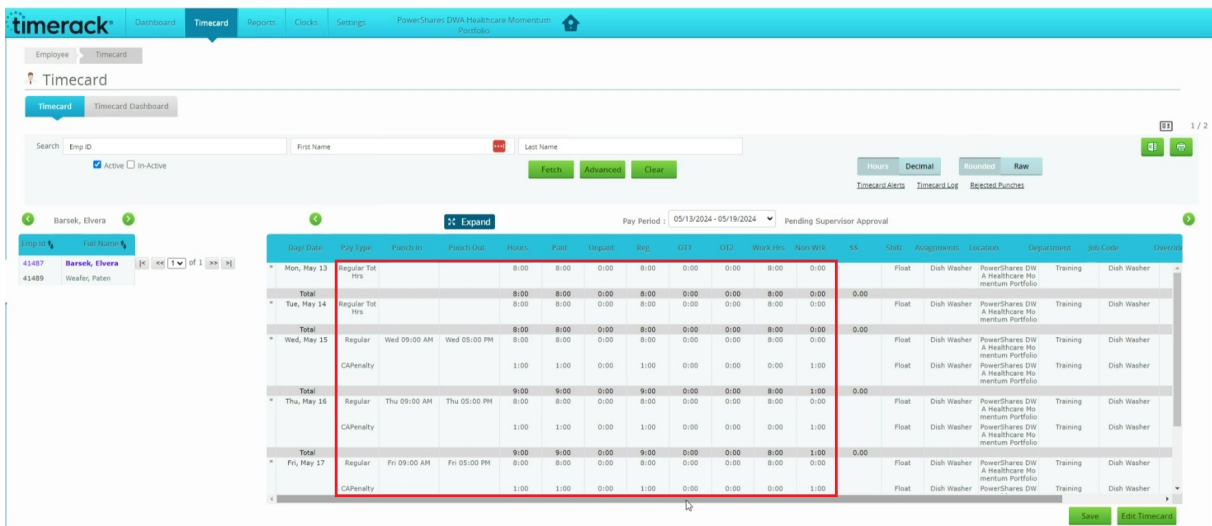 timerack
Dashboard Timecard Reports Clocks Settings PowerShares DWA Healthcare Momentum
Portfolio
Employee Timecard
Timecard
Timecard Timecard Dashboard
1 / 2
Search Emp ID First Name Last Name
Active In-Active Fetch Advanced Clear Hours Decimal Rounded Raw
Timecard Alerts Timecard Log Rejected Punches
Barsek, Elvera Expand Pay Period : 05/13/2024 - 05/19/2024 Pending Supervisor Approval
Emp Id Full Name Day/ Date Pay Type Punch In Punch Out Hours Paid Unpaid Reg OT1 OT2 Work Hrs Non Wrk $$ Shift Assignments Location Department Job Code Overrid
41487 Barsek, Elvera |< << 1 of 1 >> >|
41489 Weafer, Paten
* Mon, May 13 Regular Tot 8:00 8:00 0:00 8:00 0:00 0:00 8:00 0:00 Float Dish Washer PowerShares DW Training Dish Washer
Hrs A Healthcare Mo
mentum Portfolio
Total 8:00 8:00 0:00 8:00 0:00 0:00 8:00 0:00 0.00
* Tue, May 14 Regular Tot 8:00 8:00 0:00 8:00 0:00 0:00 8:00 0:00 Float Dish Washer PowerShares DW Training Dish Washer
Hrs A Healthcare Mo
mentum Portfolio
Total 8:00 8:00 0:00 8:00 0:00 0:00 8:00 0:00 0.00
* Wed, May 15 Regular Wed 09:00 AM Wed 05:00 PM 8:00 8:00 0:00 8:00 0:00 0:00 8:00 0:00 Float Dish Washer PowerShares DW Training Dish Washer
A Healthcare Mo
mentum Portfolio
CAPenalty 1:00 1:00 0:00 1:00 0:00 0:00 0:00 1:00 Float Dish Washer PowerShares DW Training Dish Washer
A Healthcare Mo
mentum Portfolio
Total 9:00 9:00 0:00 9:00 0:00 0:00 8:00 1:00 0.00
* Thu, May 16 Regular Thu 09:00 AM Thu 05:00 PM 8:00 8:00 0:00 8:00 0:00 0:00 8:00 0:00 Float Dish Washer PowerShares DW Training Dish Washer
A Healthcare Mo
mentum Portfolio
CAPenalty 1:00 1:00 0:00 1:00 0:00 0:00 0:00 1:00 Float Dish Washer PowerShares DW Training Dish Washer
A Healthcare Mo
mentum Portfolio
Total 9:00 9:00 0:00 9:00 0:00 0:00 8:00 1:00 0.00
* Fri, May 17 Regular Fri 09:00 AM Fri 05:00 PM 8:00 8:00 0:00 8:00 0:00 0:00 8:00 0:00 Float Dish Washer PowerShares DW Training Dish Washer
A Healthcare Mo
mentum Portfolio
CAPenalty 1:00 1:00 0:00 1:00 0:00 0:00 0:00 1:00 Float Dish Washer PowerShares DW Training Dish Washer
Save Edit Timecard